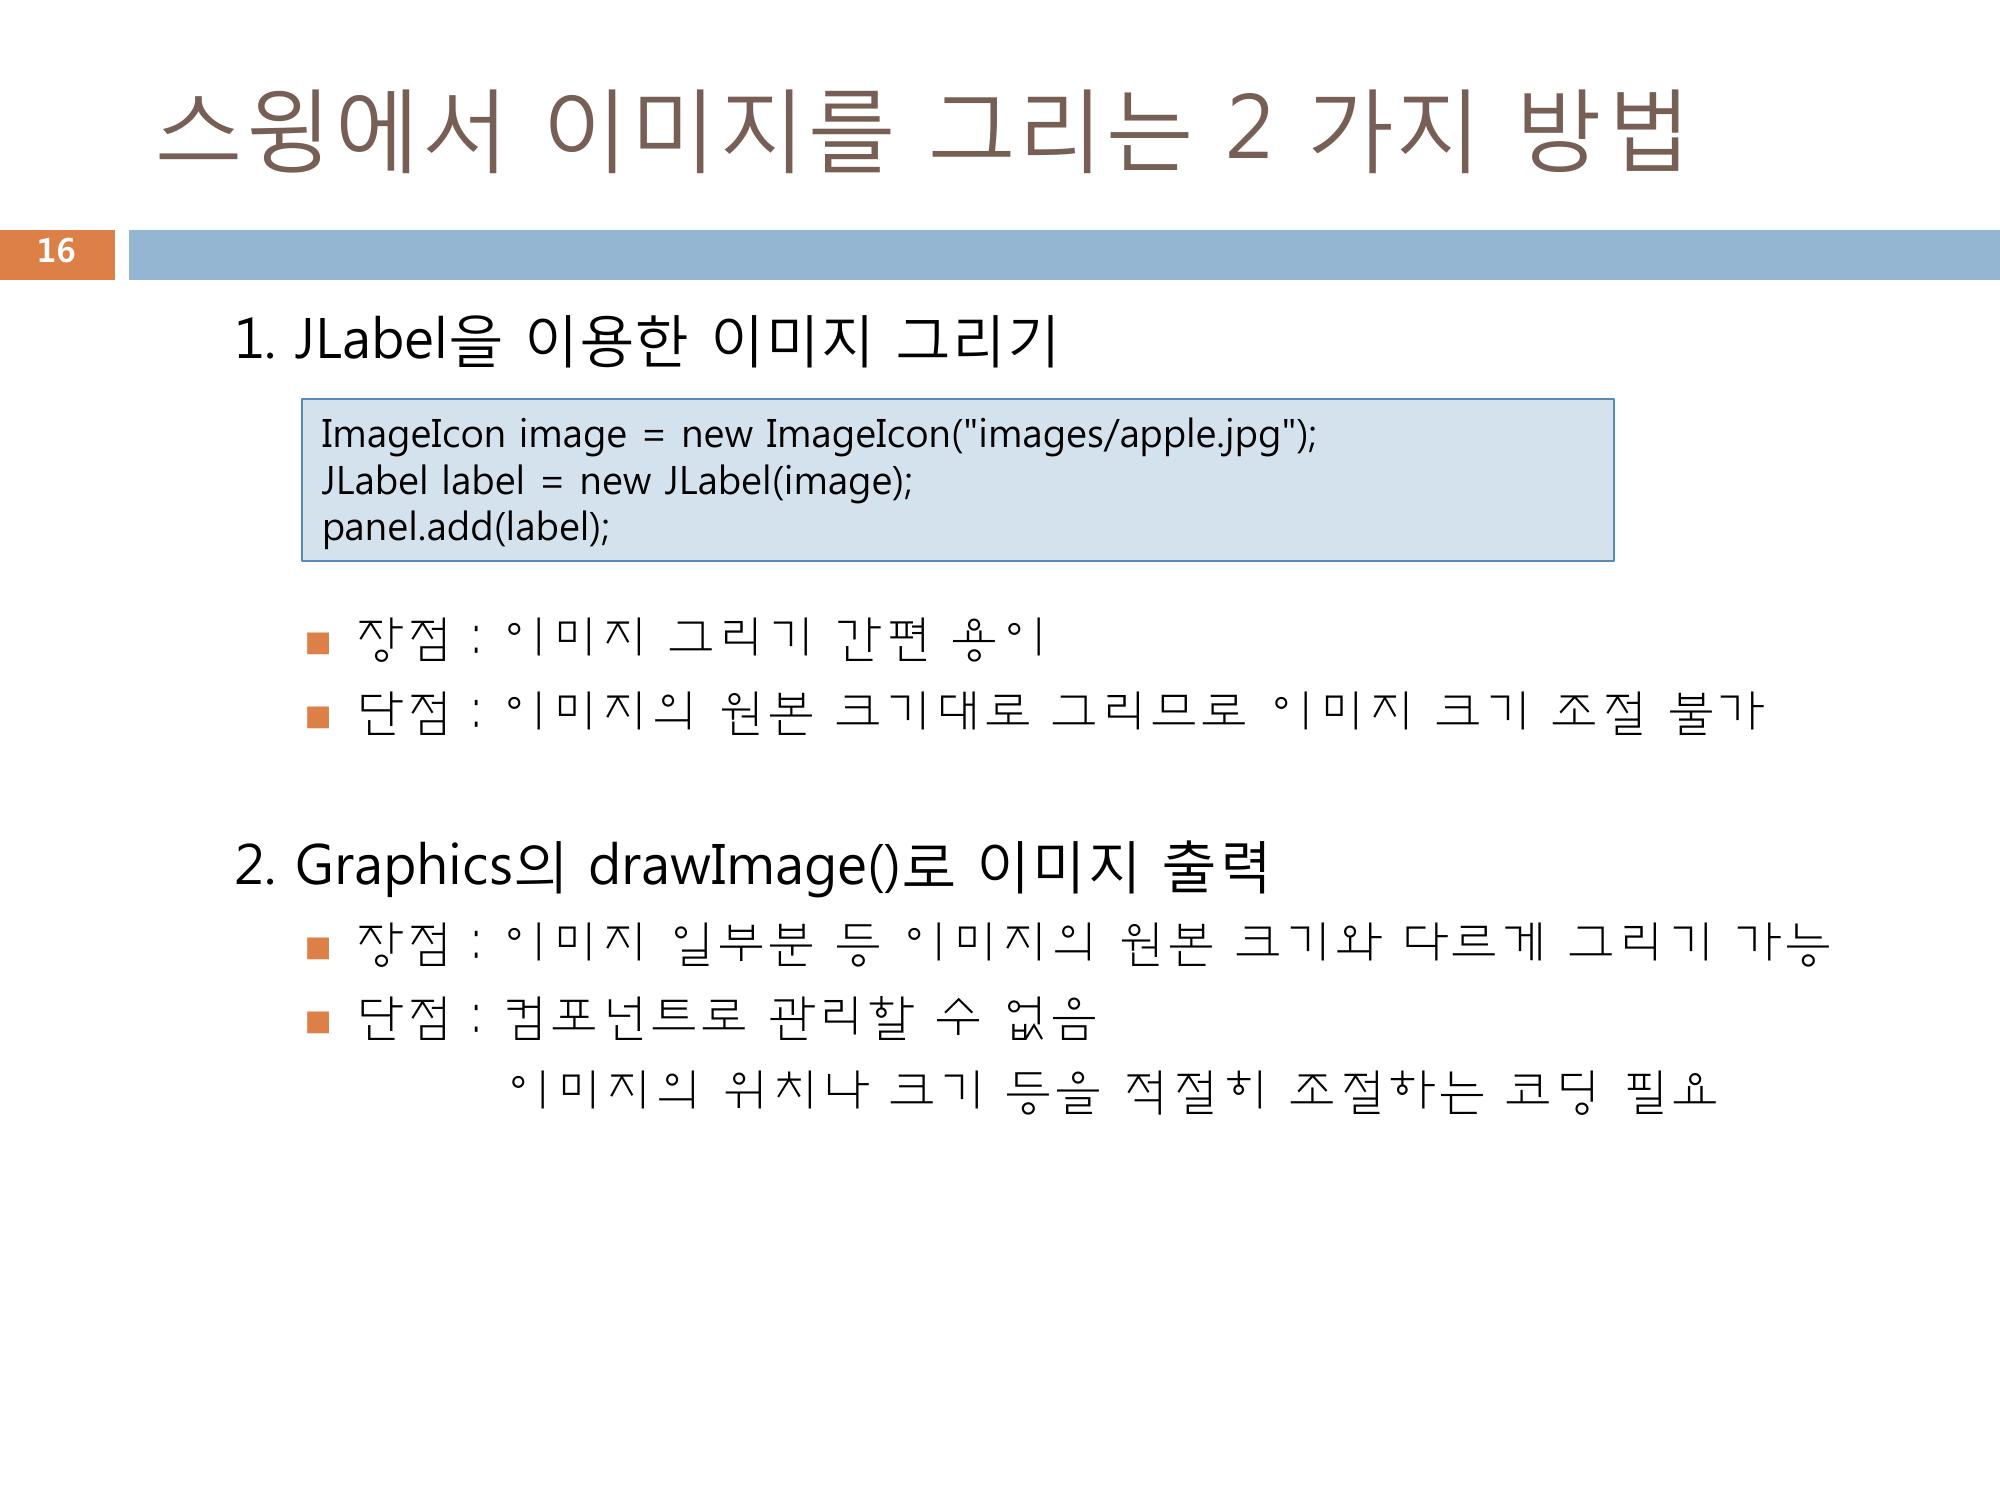 스윙에서 이미지를 그리는 2 가지 방법
16
1. JLabel을 이용한 이미지 그리기
ImageIcon image = new ImageIcon("images/apple.jpg");
JLabel label = new JLabel(image);
panel.add(label);
장점 : 이미지 그리기 간편 용이
단점 : 이미지의 원본 크기대로 그리므로 이미지 크기 조절 불가
2. Graphics의 drawImage()로 이미지 출력
장점 : 이미지 일부분 등 이미지의 원본 크기와 다르게 그리기 가능
단점 : 컴포넌트로 관리할 수 없음
이미지의 위치나 크기 등을 적절히 조절하는 코딩 필요